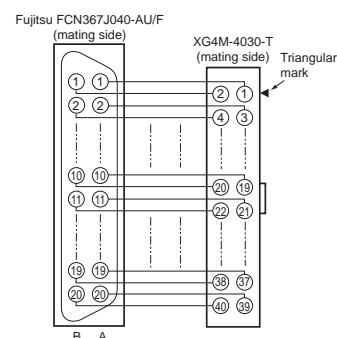 Fujitsu FCN367J040-AU/F
(mating side)
XG4M-4030-T
(mating side)
Triangular
mark
1 1 2 1
2 2 4 3
10 10 20 19
11 11 22 21
19 19 38 37
20 20 40 39
B A